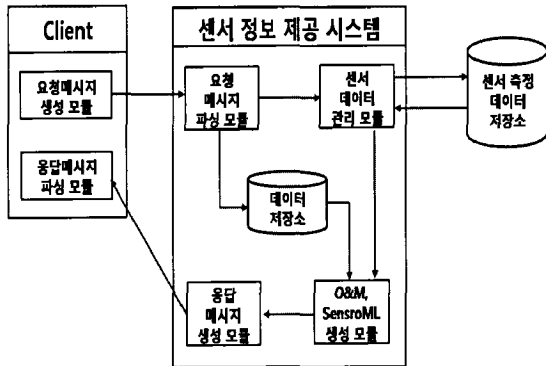 Client
요청메시지
생성 모듈
응답메시지
파싱 모듈
센서 정보 제공 시스템
요청
메시지
파싱 모듈
센서
데이터
관리 모듈
데이터
저장소
응답
메시지
생성 모듈
O&M,
SensroML
생성 모듈
센서 측정
데이터
저장소